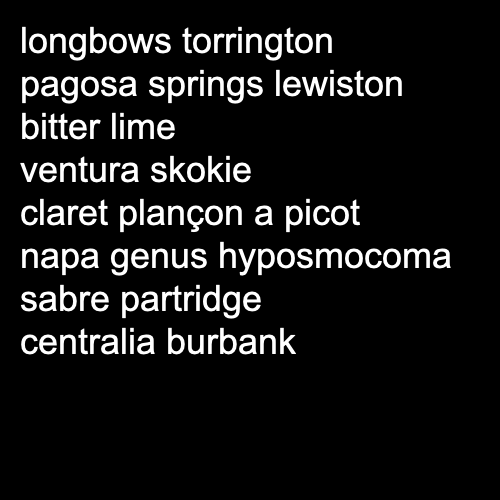 longbows torrington
pagosa springs lewiston
bitter lime
ventura skokie
claret plançon a picot
napa genus hyposmocoma
sabre partridge
centralia burbank